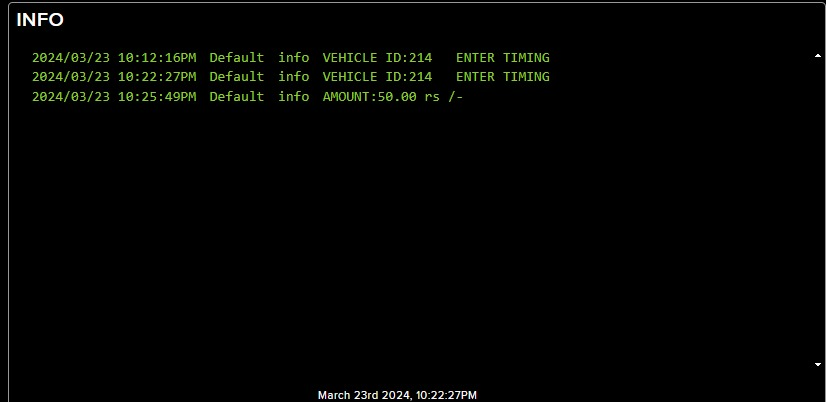 INFO
2024/03/23 10:12:16PM Default info VEHICLE ID:214 ENTER TIMING
2024/03/23 10:22:27PM Default info VEHICLE ID:214 ENTER TIMING
2024/03/23 10:25:49PM Default info AMOUNT:50.00 rs /-
March 23rd 2024, 10:22:27PM